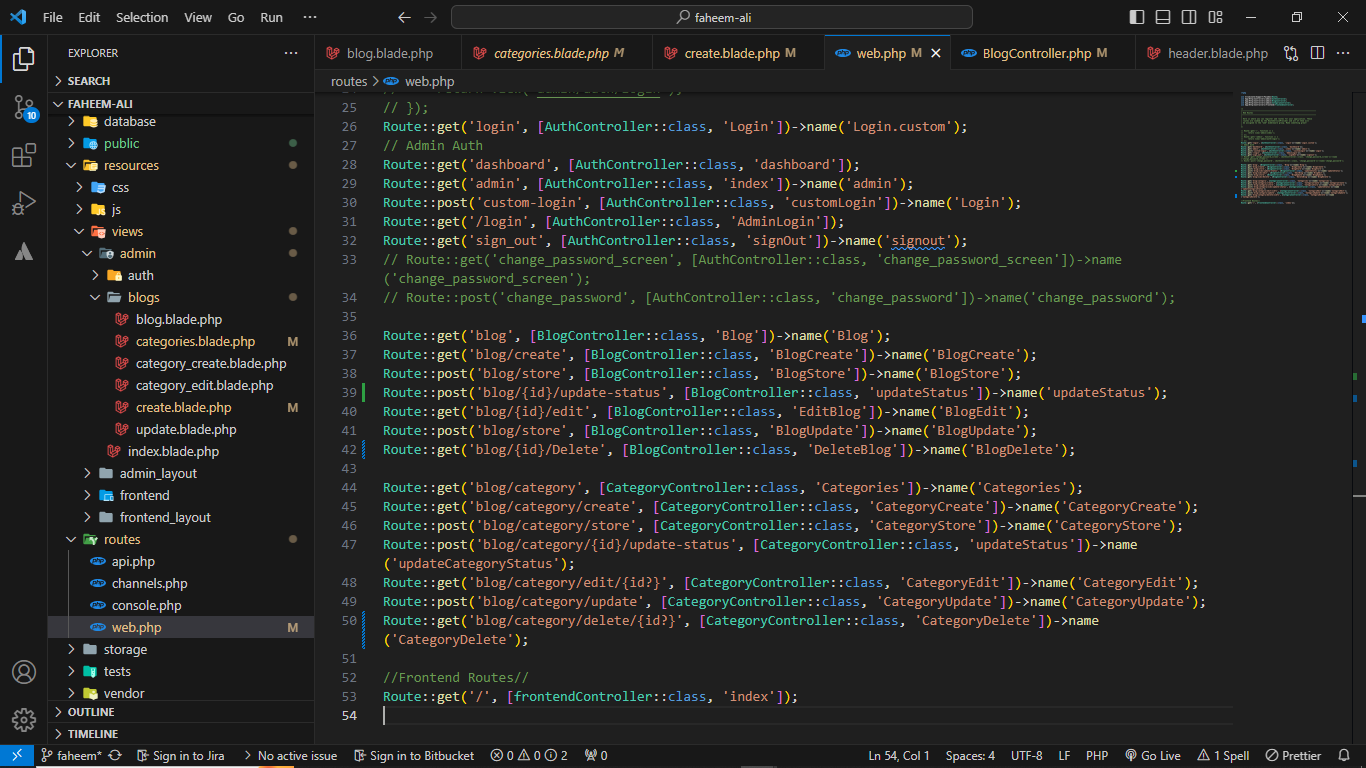 File Edit Selection View Go Run ··· faheem-ali
EXPLORER ···
SEARCH
FAHEEM-ALI
database
public
resources
css
js
views
admin
auth
blogs
blog.blade.php
categories.blade.php M
category_create.blade.php
category_edit.blade.php
create.blade.php M
update.blade.php
index.blade.php
admin_layout
frontend
frontend_layout
routes
api.php
channels.php
console.php
web.php M
storage
tests
vendor
OUTLINE
TIMELINE
10
blog.blade.php categories.blade.php M create.blade.php M web.php M BlogController.php M header.blade.php ···
routes > web.php
25 // });
26 Route::get('login', [AuthController::class, 'Login'])->name('Login.custom');
27 // Admin Auth
28 Route::get('dashboard', [AuthController::class, 'dashboard']);
29 Route::get('admin', [AuthController::class, 'index'])->name('admin');
30 Route::post('custom-login', [AuthController::class, 'customLogin'])->name('Login');
31 Route::get('/login', [AuthController::class, 'AdminLogin']);
32 Route::get('sign_out', [AuthController::class, 'signOut'])->name('signout');
33 // Route::get('change_password_screen', [AuthController::class, 'change_password_screen'])->name
('change_password_screen');
34 // Route::post('change_password', [AuthController::class, 'change_password'])->name('change_password');
35
36 Route::get('blog', [BlogController::class, 'Blog'])->name('Blog');
37 Route::get('blog/create', [BlogController::class, 'BlogCreate'])->name('BlogCreate');
38 Route::post('blog/store', [BlogController::class, 'BlogStore'])->name('BlogStore');
39 Route::post('blog/{id}/update-status', [BlogController::class, 'updateStatus'])->name('updateStatus');
40 Route::get('blog/{id}/edit', [BlogController::class, 'EditBlog'])->name('BlogEdit');
41 Route::post('blog/store', [BlogController::class, 'BlogUpdate'])->name('BlogUpdate');
42 Route::get('blog/{id}/Delete', [BlogController::class, 'DeleteBlog'])->name('BlogDelete');
43
44 Route::get('blog/category', [CategoryController::class, 'Categories'])->name('Categories');
45 Route::get('blog/category/create', [CategoryController::class, 'CategoryCreate'])->name('CategoryCreate');
46 Route::post('blog/category/store', [CategoryController::class, 'CategoryStore'])->name('CategoryStore');
47 Route::post('blog/category/{id}/update-status', [CategoryController::class, 'updateStatus'])->name
('updateCategoryStatus');
48 Route::get('blog/category/edit/{id?}', [CategoryController::class, 'CategoryEdit'])->name('CategoryEdit');
49 Route::post('blog/category/update', [CategoryController::class, 'CategoryUpdate'])->name('CategoryUpdate');
50 Route::get('blog/category/delete/{id?}', [CategoryController::class, 'CategoryDelete'])->name
('CategoryDelete');
51
52 //Frontend Routes//
53 Route::get('/', [frontendController::class, 'index']);
54
faheem* Sign in to Jira No active issue Sign in to Bitbucket 0 0 2 0 Ln 54, Col 1 Spaces: 4 UTF-8 LF PHP Go Live 1 Spell Prettier